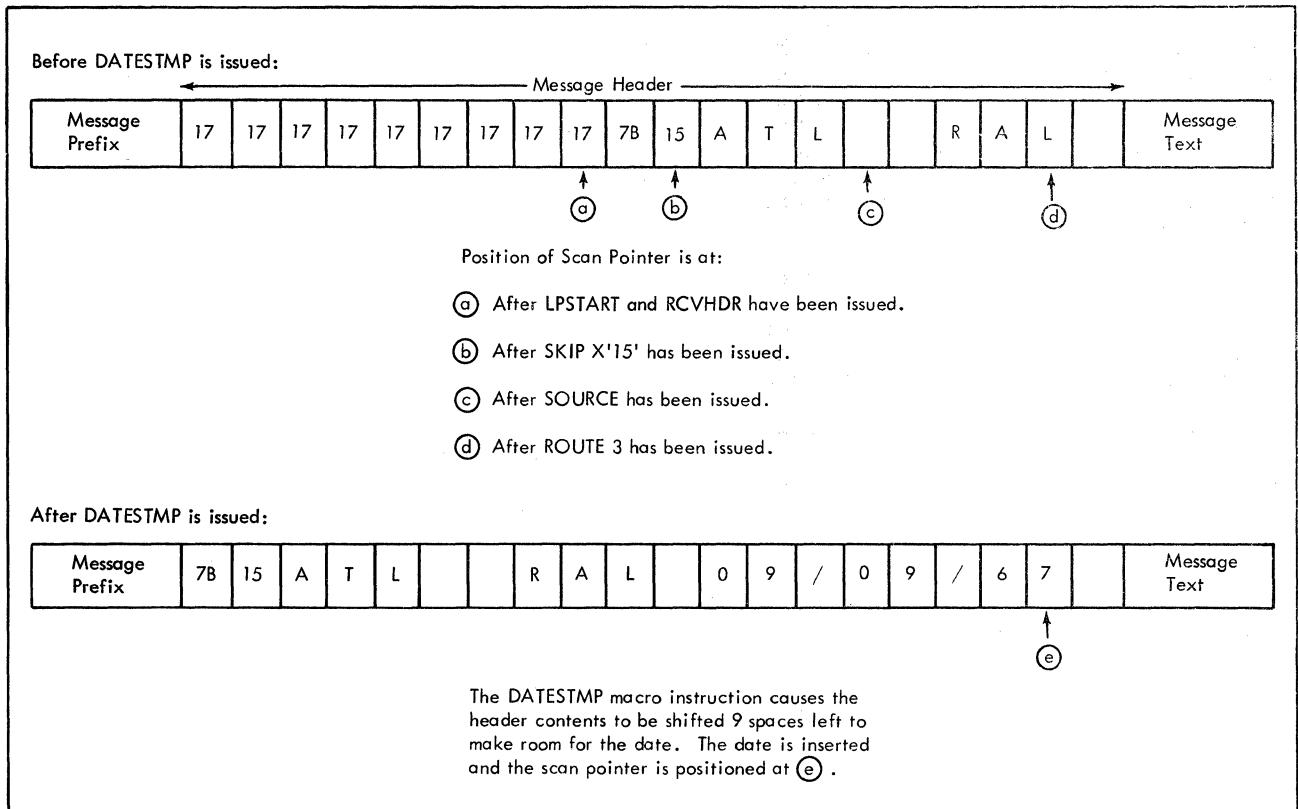 Before DATESTMP is issued:
Message Header
Message Prefix 17 17 17 17 17 17 17 17 17 7B 15 A T L R A L Message Text
a b c d
Position of Scan Pointer is at:
a After LPSTART and RCVHDR have been issued.
b After SKIP X'15' has been issued.
c After SOURCE has been issued.
d After ROUTE 3 has been issued.
After DATESTMP is issued:
Message Prefix 7B 15 A T L R A L 0 9 / 0 9 / 6 7 Message Text
e
The DATESTMP macro instruction causes the
header contents to be shifted 9 spaces left to
make room for the date. The date is inserted
and the scan pointer is positioned at e .